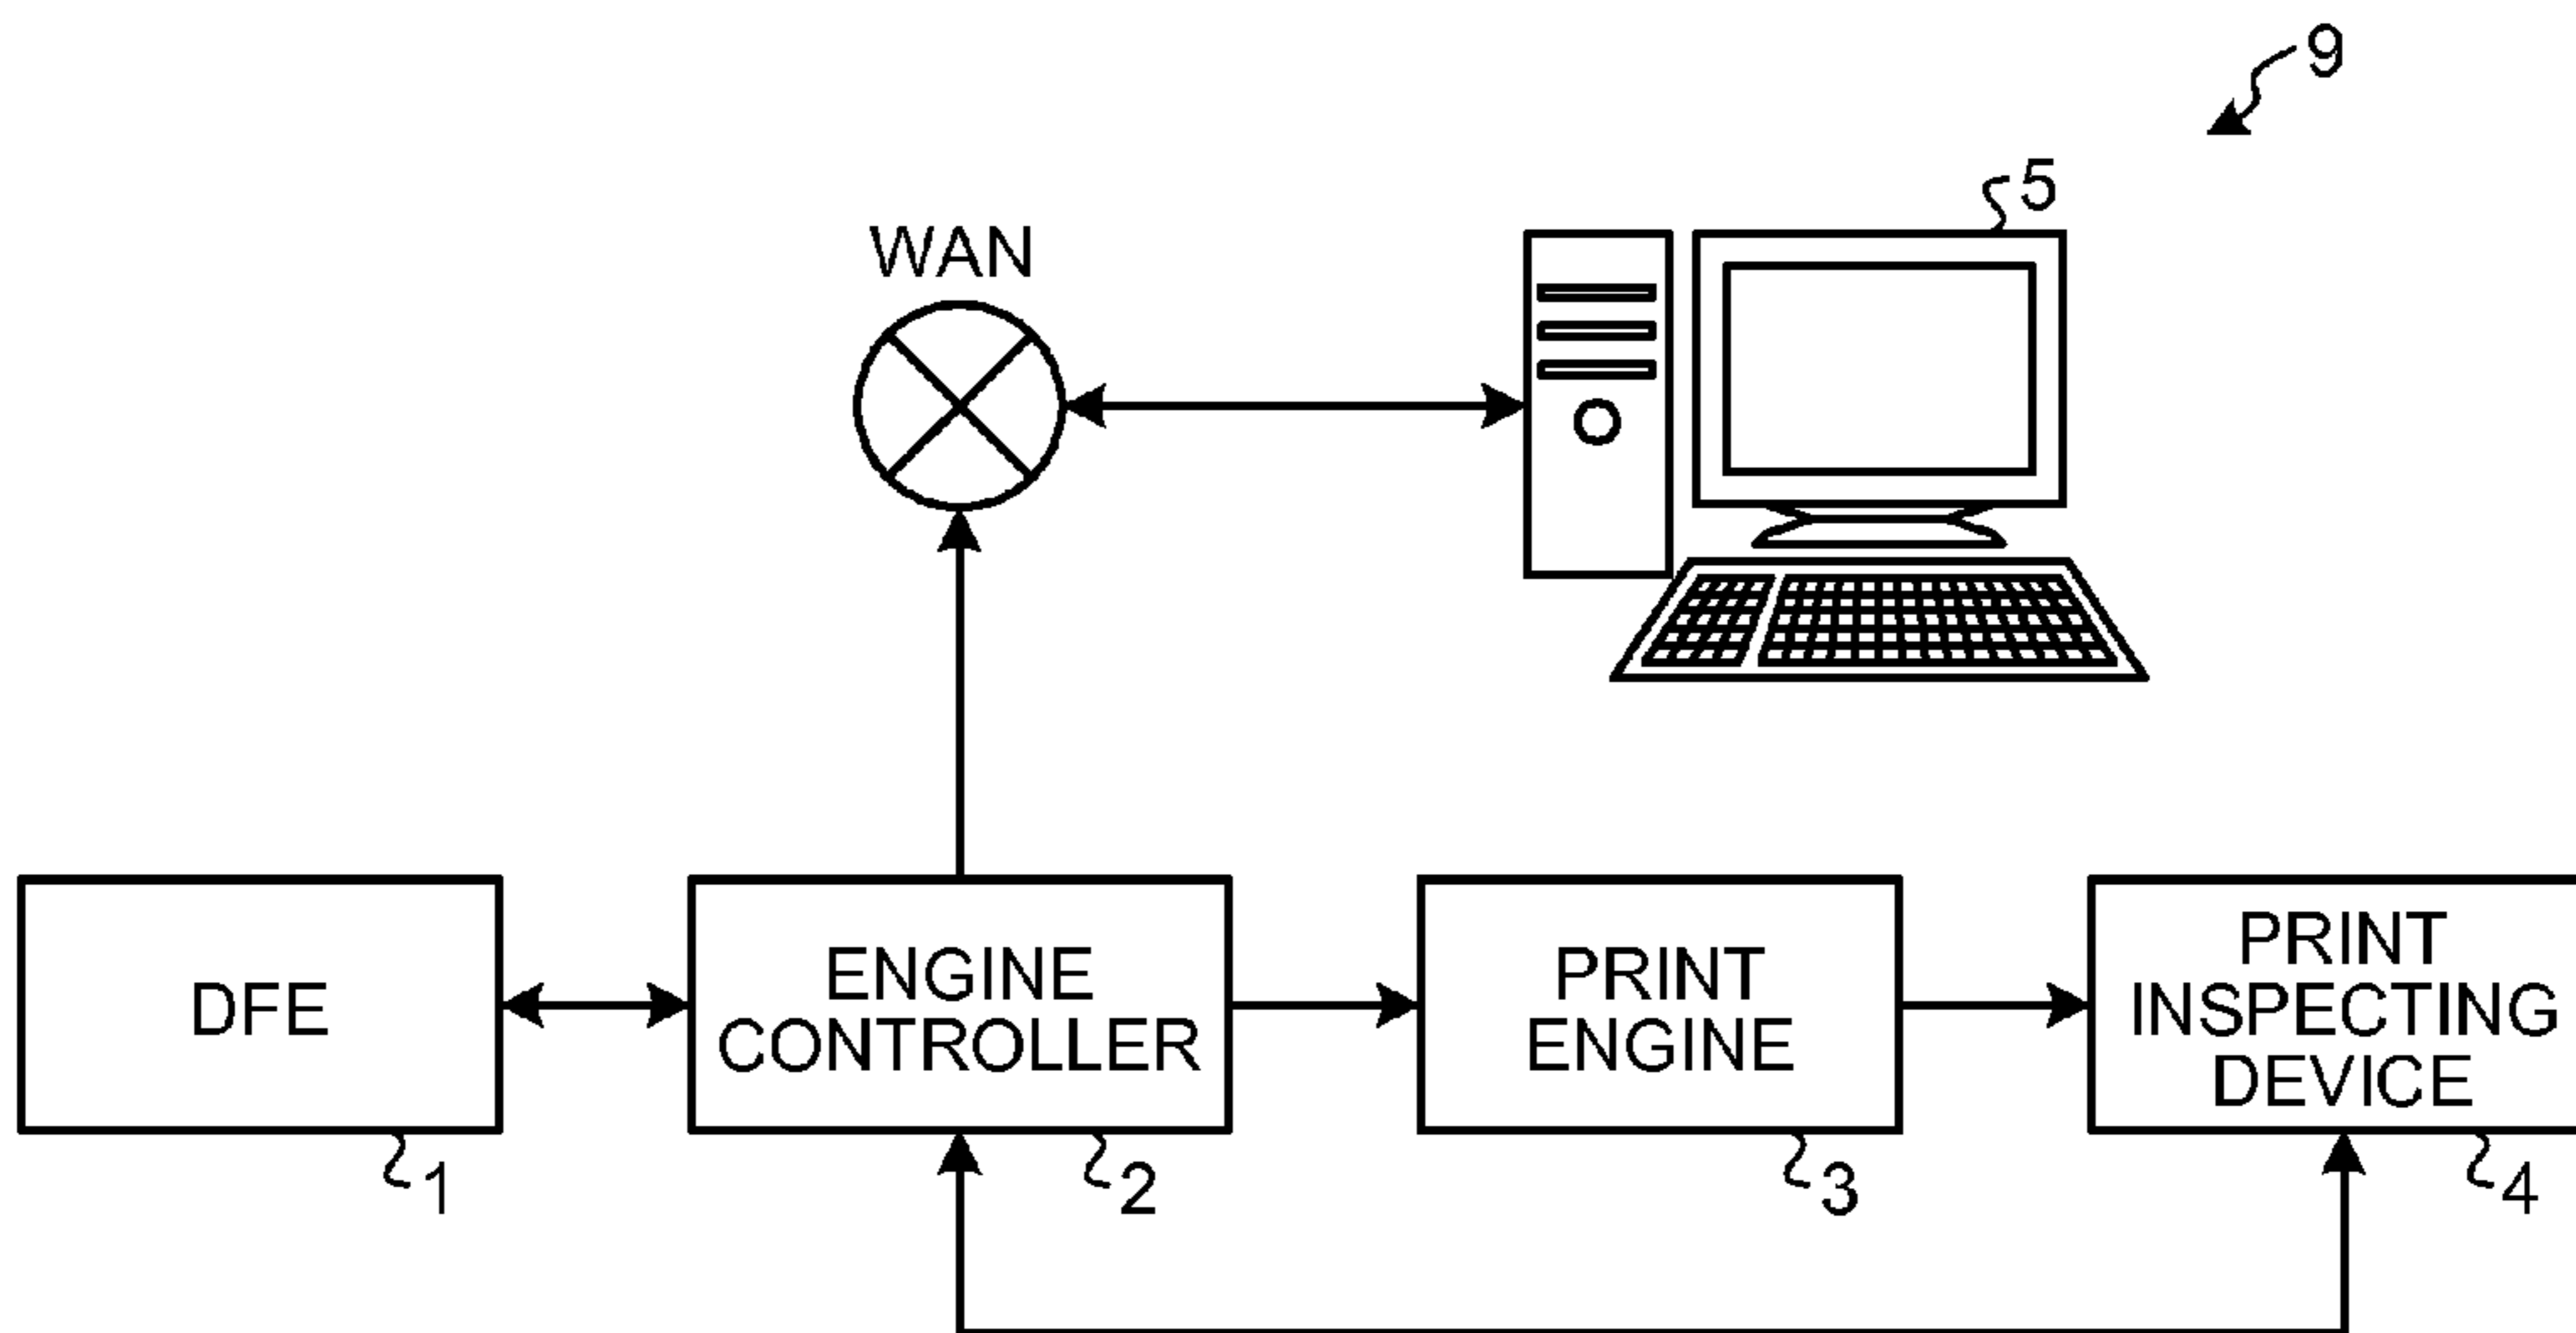 9
5
WAN
DFE
ENGINE
CONTROLLER
PRINT
ENGINE
PRINT
INSPECTING
DEVICE
1
2
3
4